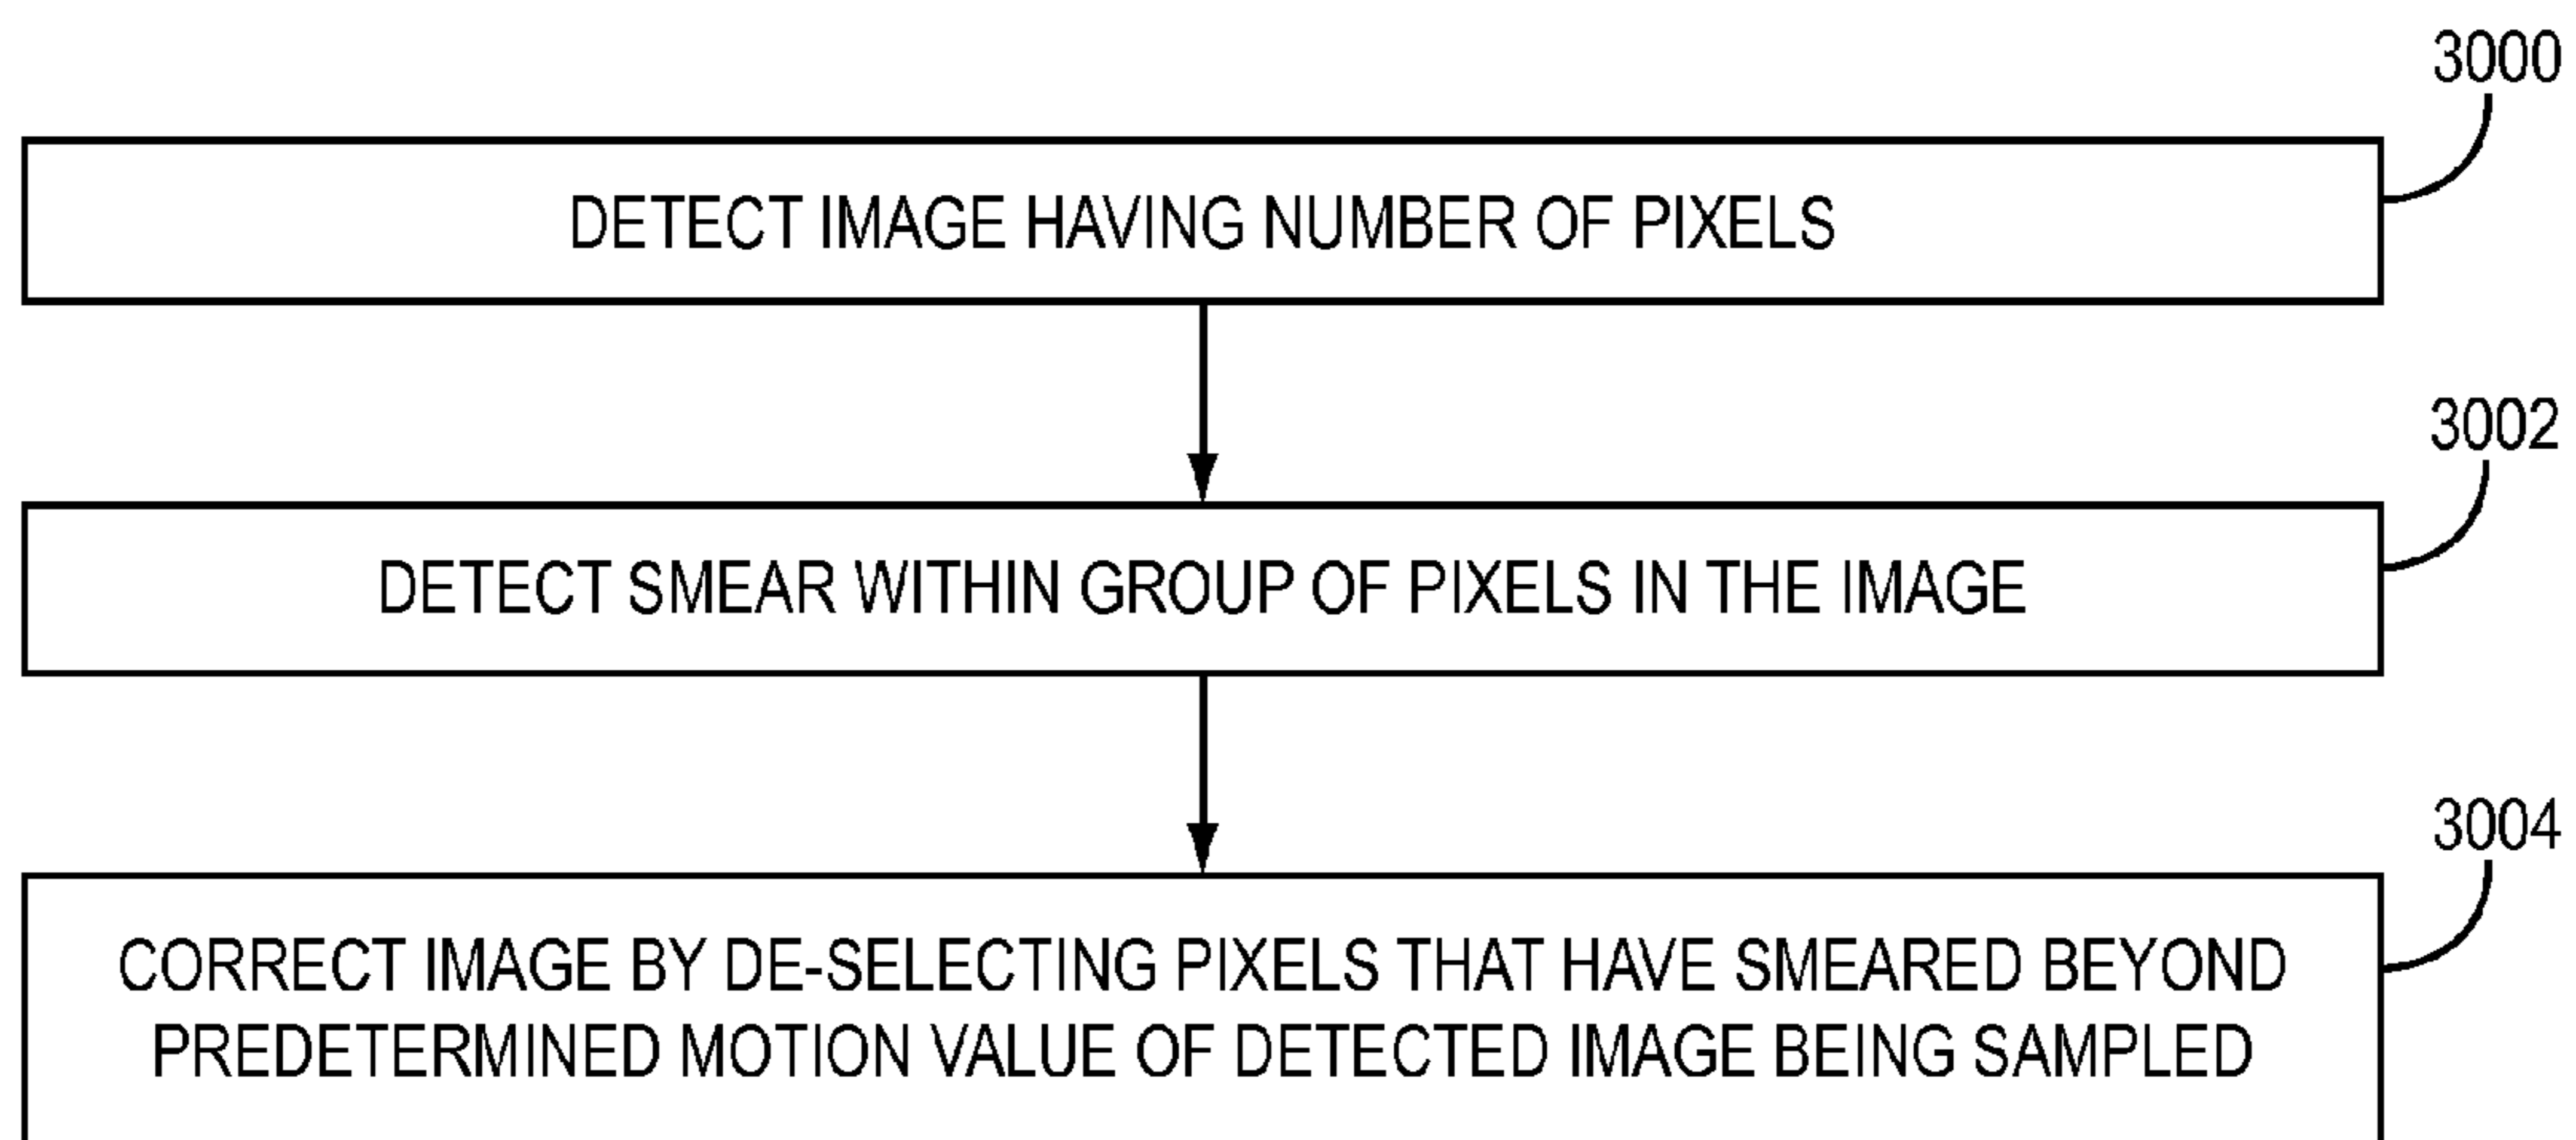 3000
DETECT IMAGE HAVING NUMBER OF PIXELS
3002
DETECT SMEAR WITHIN GROUP OF PIXELS IN THE IMAGE
3004
CORRECT IMAGE BY DE-SELECTING PIXELS THAT HAVE SMEARED BEYOND
PREDETERMINED MOTION VALUE OF DETECTED IMAGE BEING SAMPLED